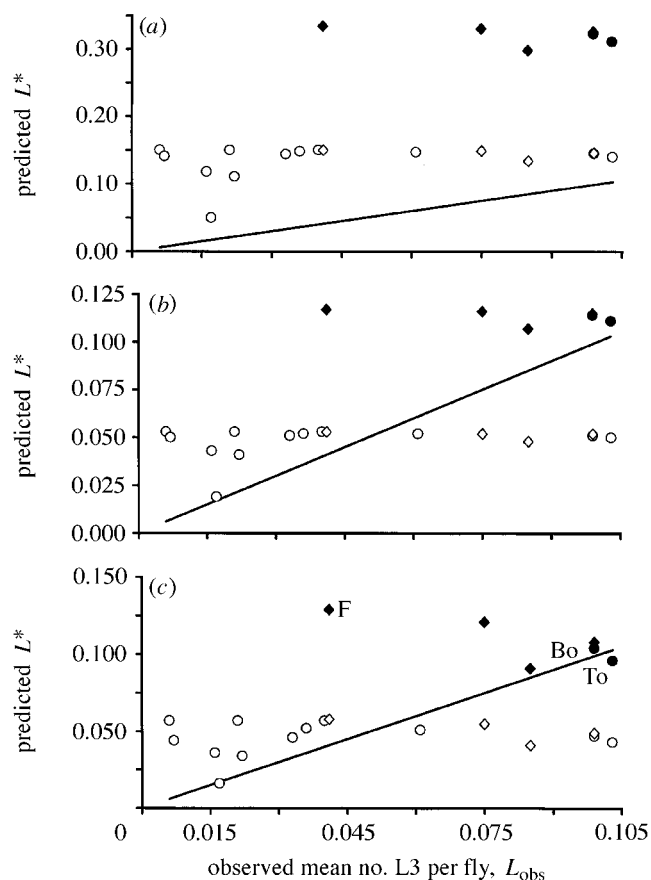 (a)
0.30
0.20
0.10
0.00
predicted L*
(b)
0.125
0.100
0.075
0.050
0.025
0.000
predicted L*
(c)
0.150
0.100
0.050
predicted L*
F
Bo
To
0 0.015 0.045 0.075 0.105
observed mean no. L3 per fly, Lobs